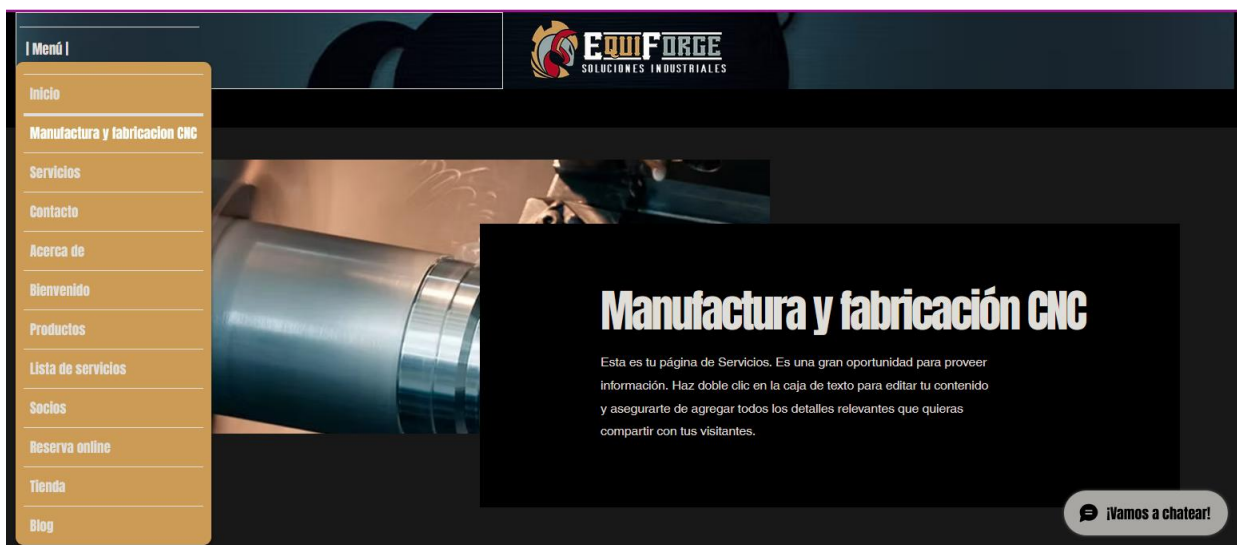 | Menú |
EQUIFORGE
SOLUCIONES INDUSTRIALES
Inicio
Manufactura y fabricacion CNC
Servicios
Contacto
Acerca de
Bienvenido
Productos
Lista de servicios
Socios
Reserva online
Tienda
Blog
Manufactura y fabricación CNC
Esta es tu página de Servicios. Es una gran oportunidad para proveer
información. Haz doble clic en la caja de texto para editar tu contenido
y asegurarte de agregar todos los detalles relevantes que quieras
compartir con tus visitantes.
¡Vamos a chatear!